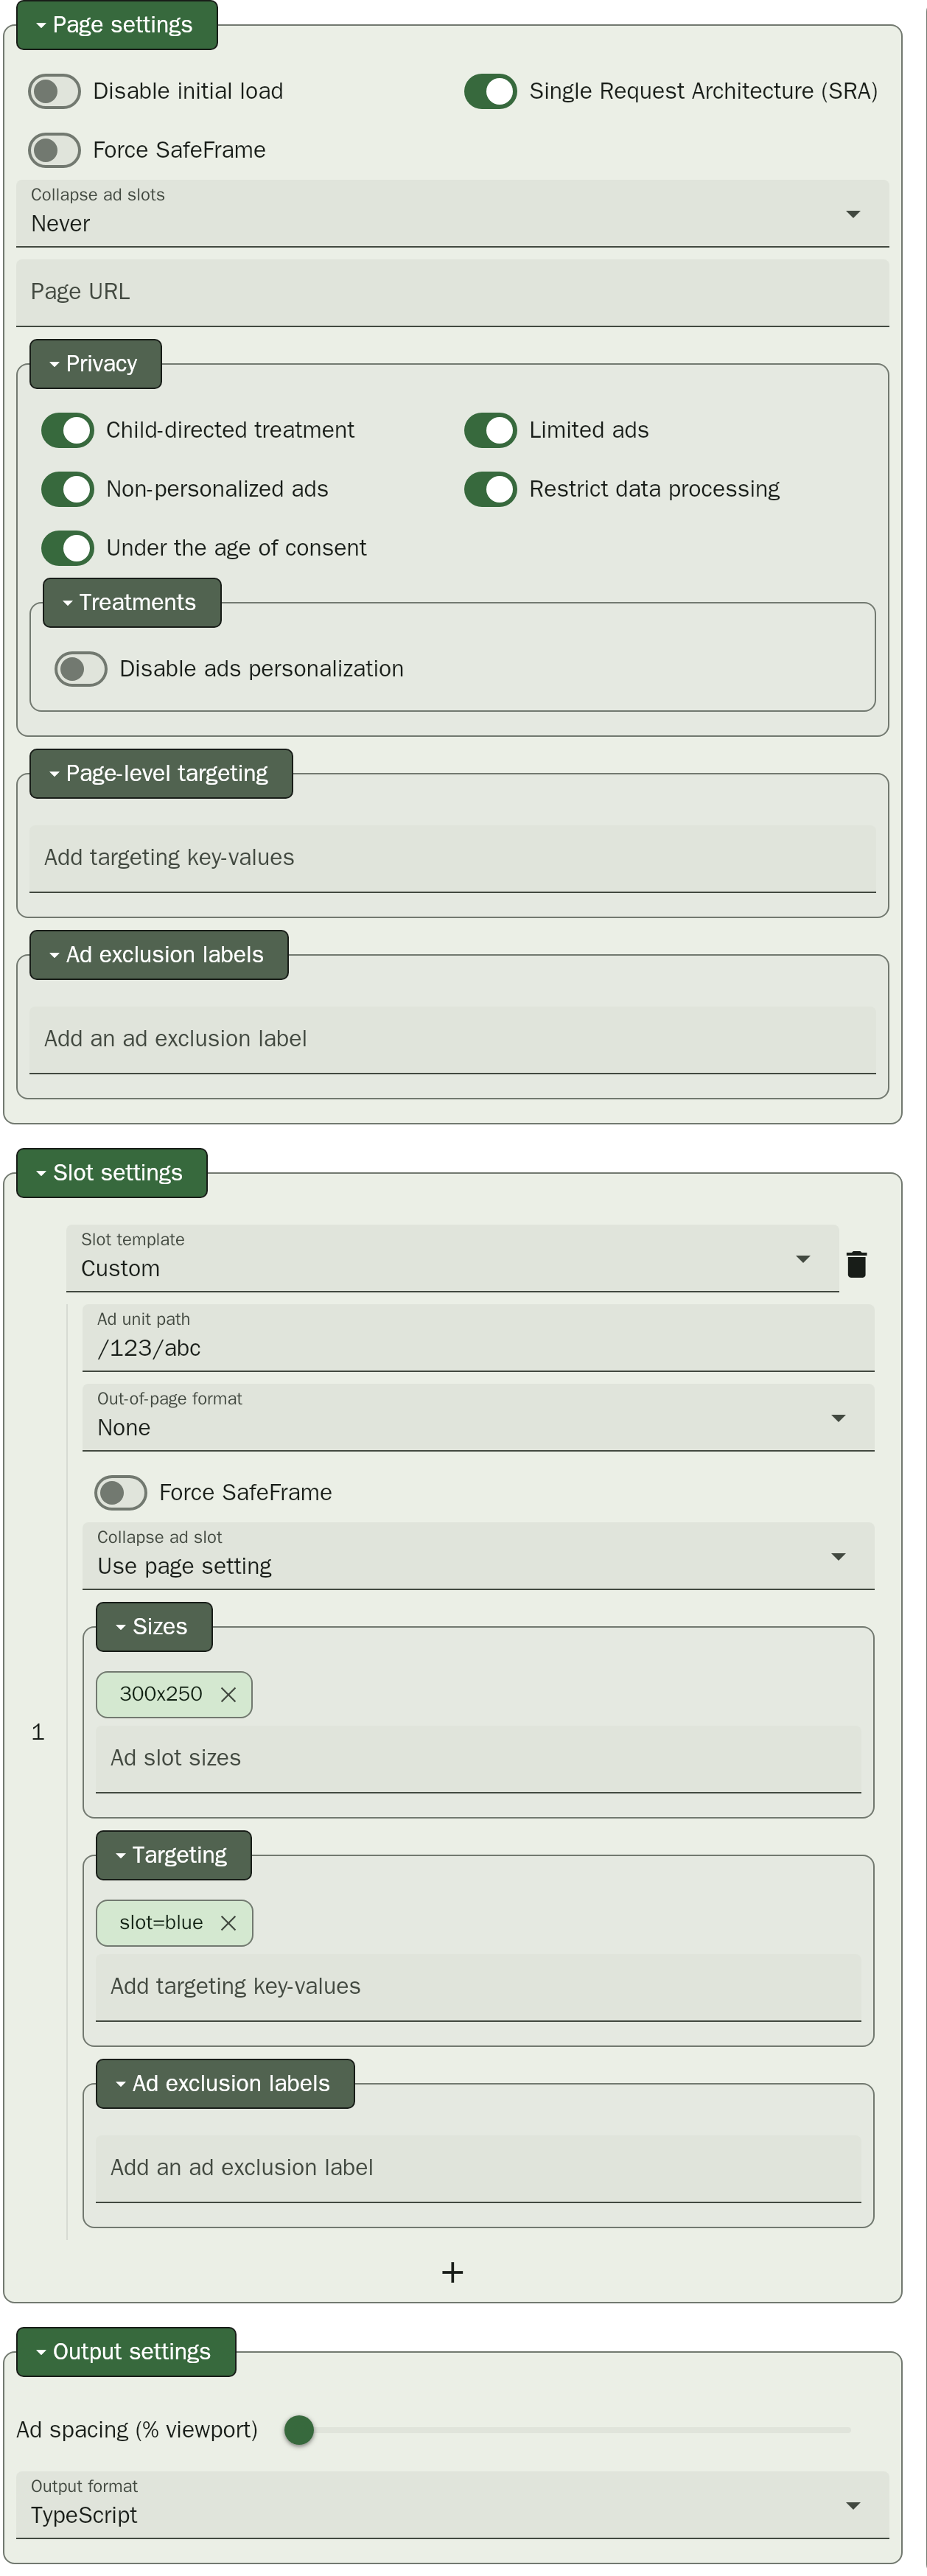 Page settings
Disable initial load
Single Request Architecture (SRA)
Force SafeFrame
Collapse ad slots
Never
Page URL
Privacy
Child-directed treatment
Limited ads
Non-personalized ads
Restrict data processing
Under the age of consent
Treatments
Disable ads personalization
Page-level targeting
Add targeting key-values
Ad exclusion labels
Add an ad exclusion label
Slot settings
Slot template
Custom
Ad unit path
/123/abc
Out-of-page format
None
Force SafeFrame
Collapse ad slot
Use page setting
Sizes
300x250
1
Ad slot sizes
Targeting
slot=blue
Add targeting key-values
Ad exclusion labels
Add an ad exclusion label
Output settings
Ad spacing (% viewport)
Output format
TypeScript